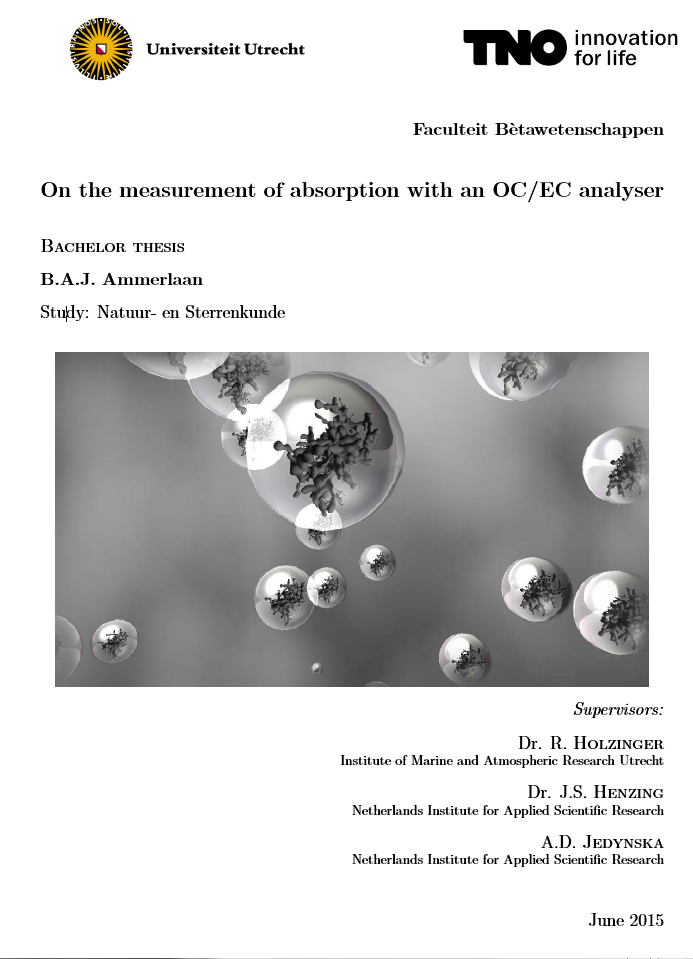 Universiteit Utrecht
TNO innovation
for life
Faculteit Bètawetenschappen
On the measurement of absorption with an OC/EC analyser
Bachelor thesis
B.A.J. Ammerlaan
Study: Natuur- en Sterrenkunde
Supervisors:
Dr. R. Holzinger
Institute of Marine and Atmospheric Research Utrecht
Dr. J.S. Henzing
Netherlands Institute for Applied Scientific Research
A.D. Jedynska
Netherlands Institute for Applied Scientific Research
June 2015